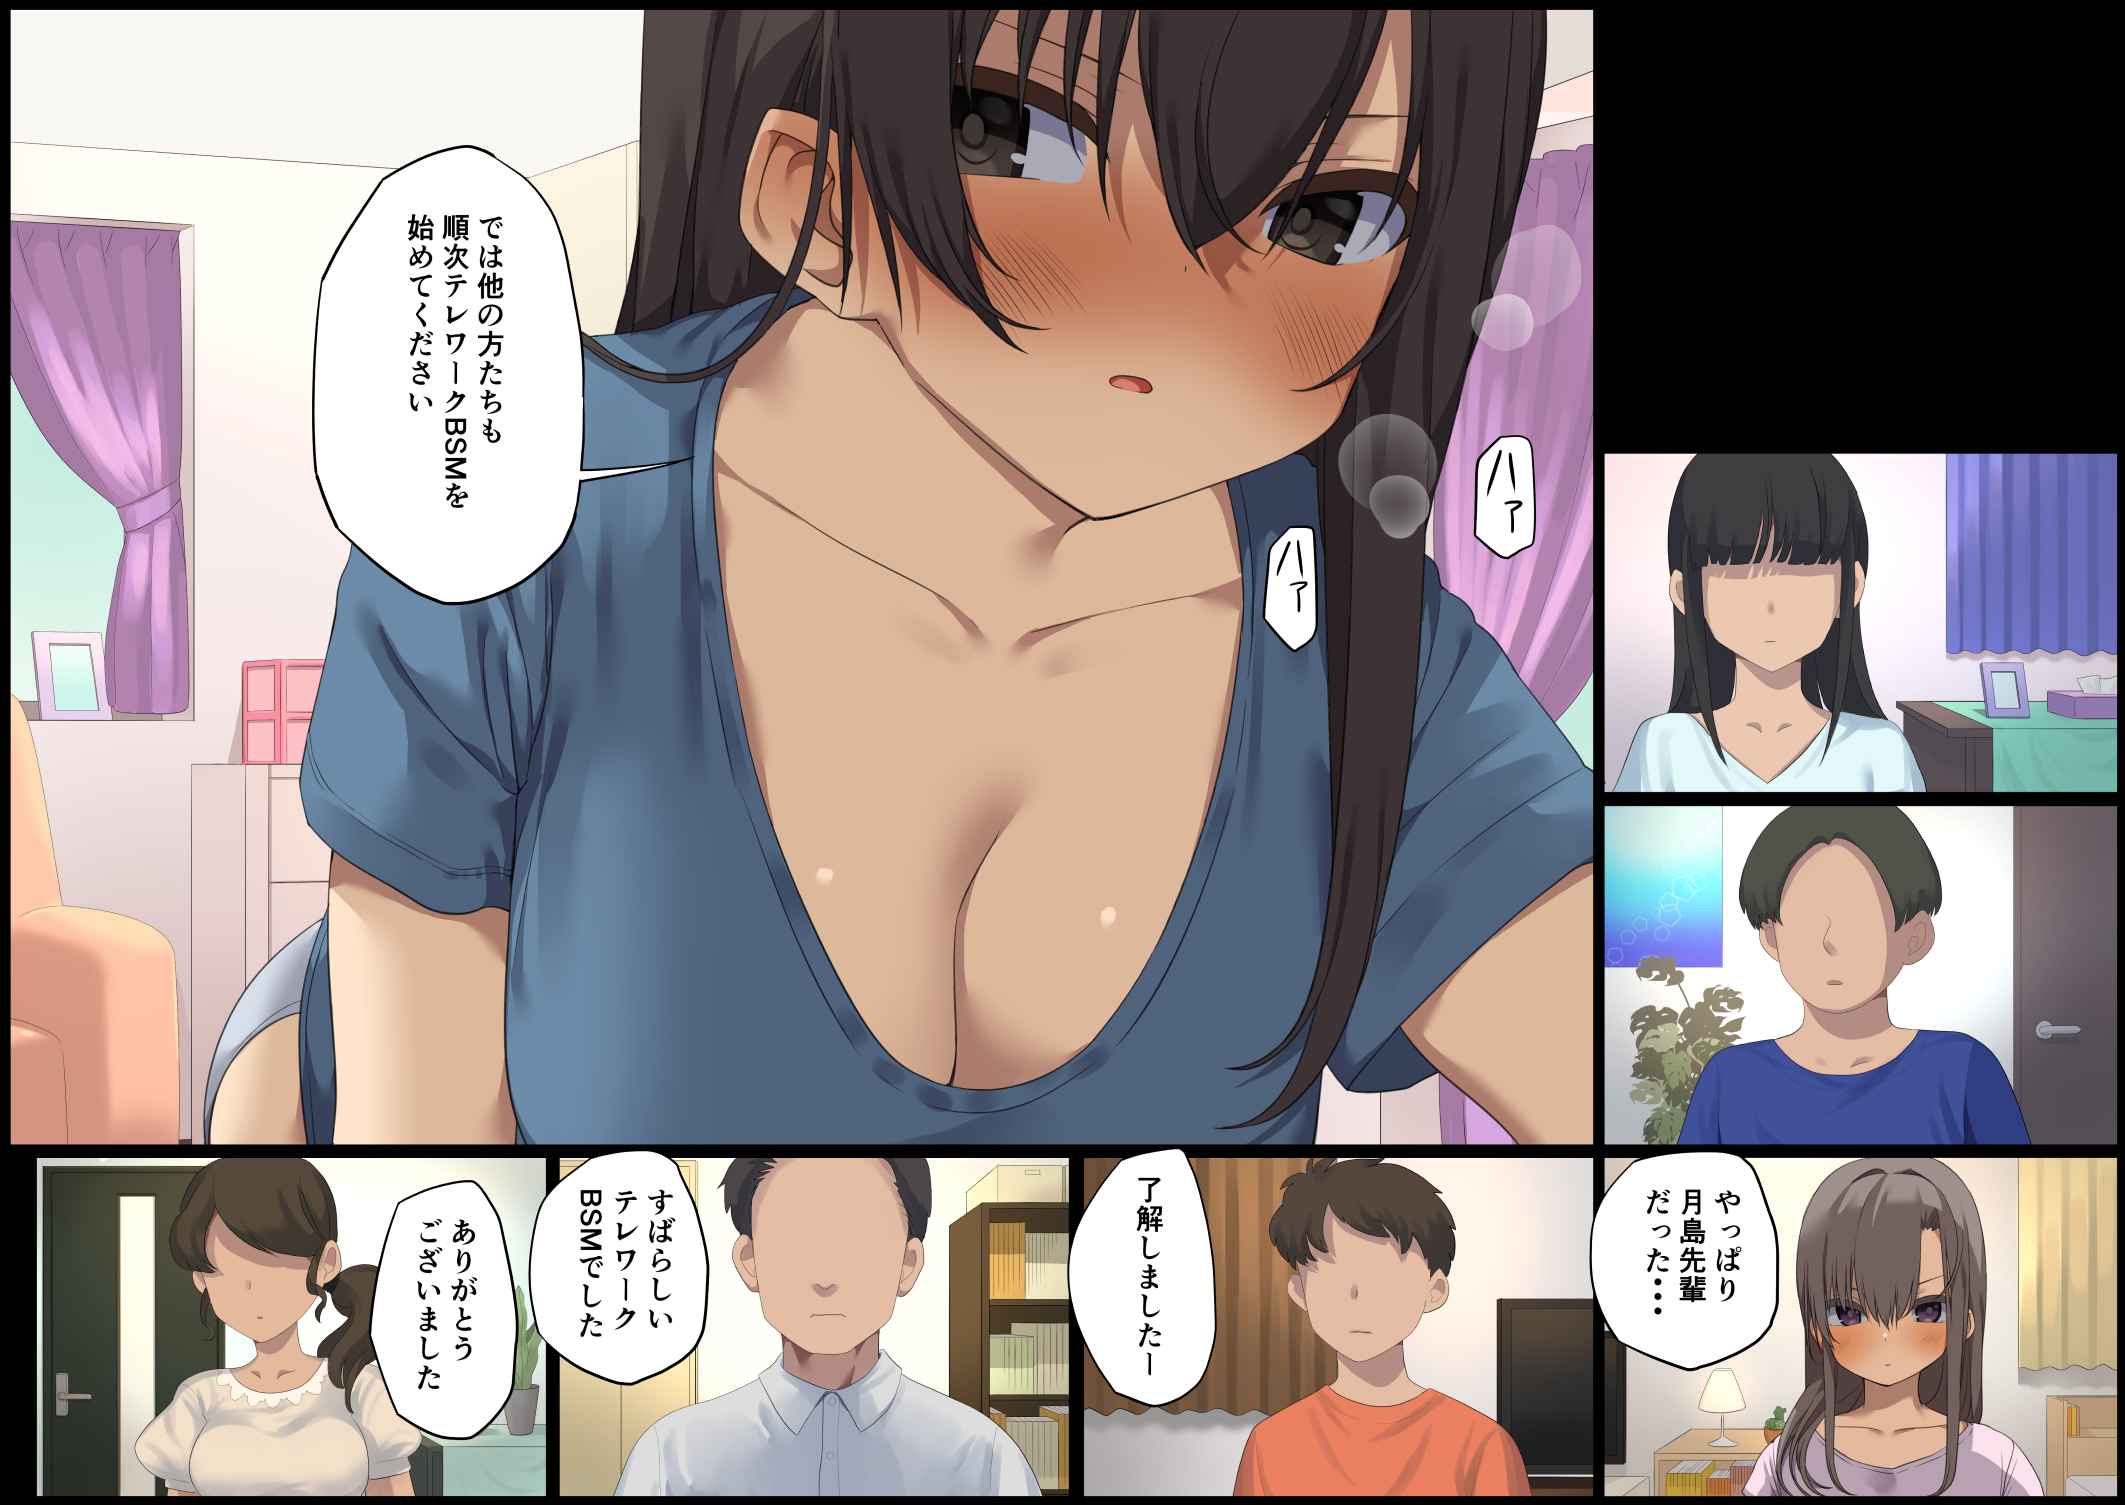 では他の方たちも
順次テレワークBSMを
始めてください
ハァ
ハァ
やっぱり
月島先輩
だった・・・・
了解しましたー
すばらしい
テレワーク
BSMでした
ありがとう
ございました